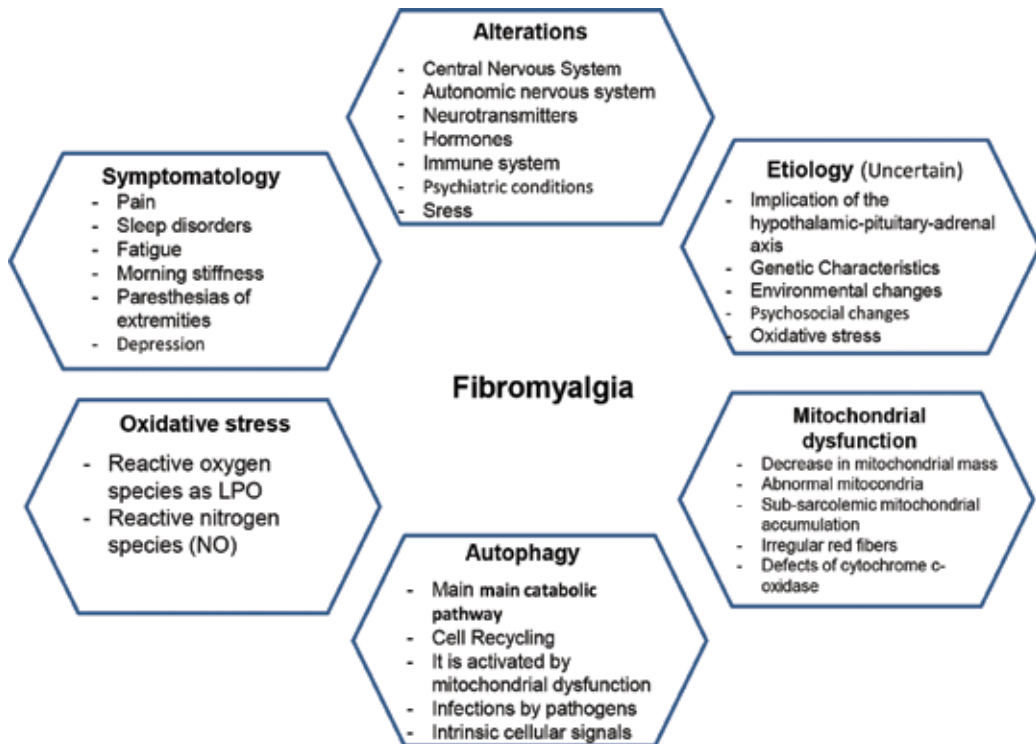 Alterations
- Central Nervous System
- Autonomic nervous system
- Neurotransmitters
- Hormones
- Immune system
- Psychiatric conditions
- Sress
Symptomatology
- Pain
- Sleep disorders
- Fatigue
- Morning stiffness
- Paresthesias of
extremities
- Depression
Etiology (Uncertain)
- Implication of the
hypothalamic-pituitary-adrenal
axis
- Genetic Characteristics
- Environmental changes
- Psychosocial changes
- Oxidative stress
Fibromyalgia
Oxidative stress
- Reactive oxygen
species as LPO
- Reactive nitrogen
species (NO)
Mitochondrial
dysfunction
- Decrease in mitochondrial mass
- Abnormal mitocondria
- Sub-sarcolemic mitochondrial
accumulation
- Irregular red fibers
- Defects of cytochrome c-
oxidase
Autophagy
- Main main catabolic
pathway
- Cell Recycling
- It is activated by
mitochondrial dysfunction
- Infections by pathogens
- Intrinsic cellular signals